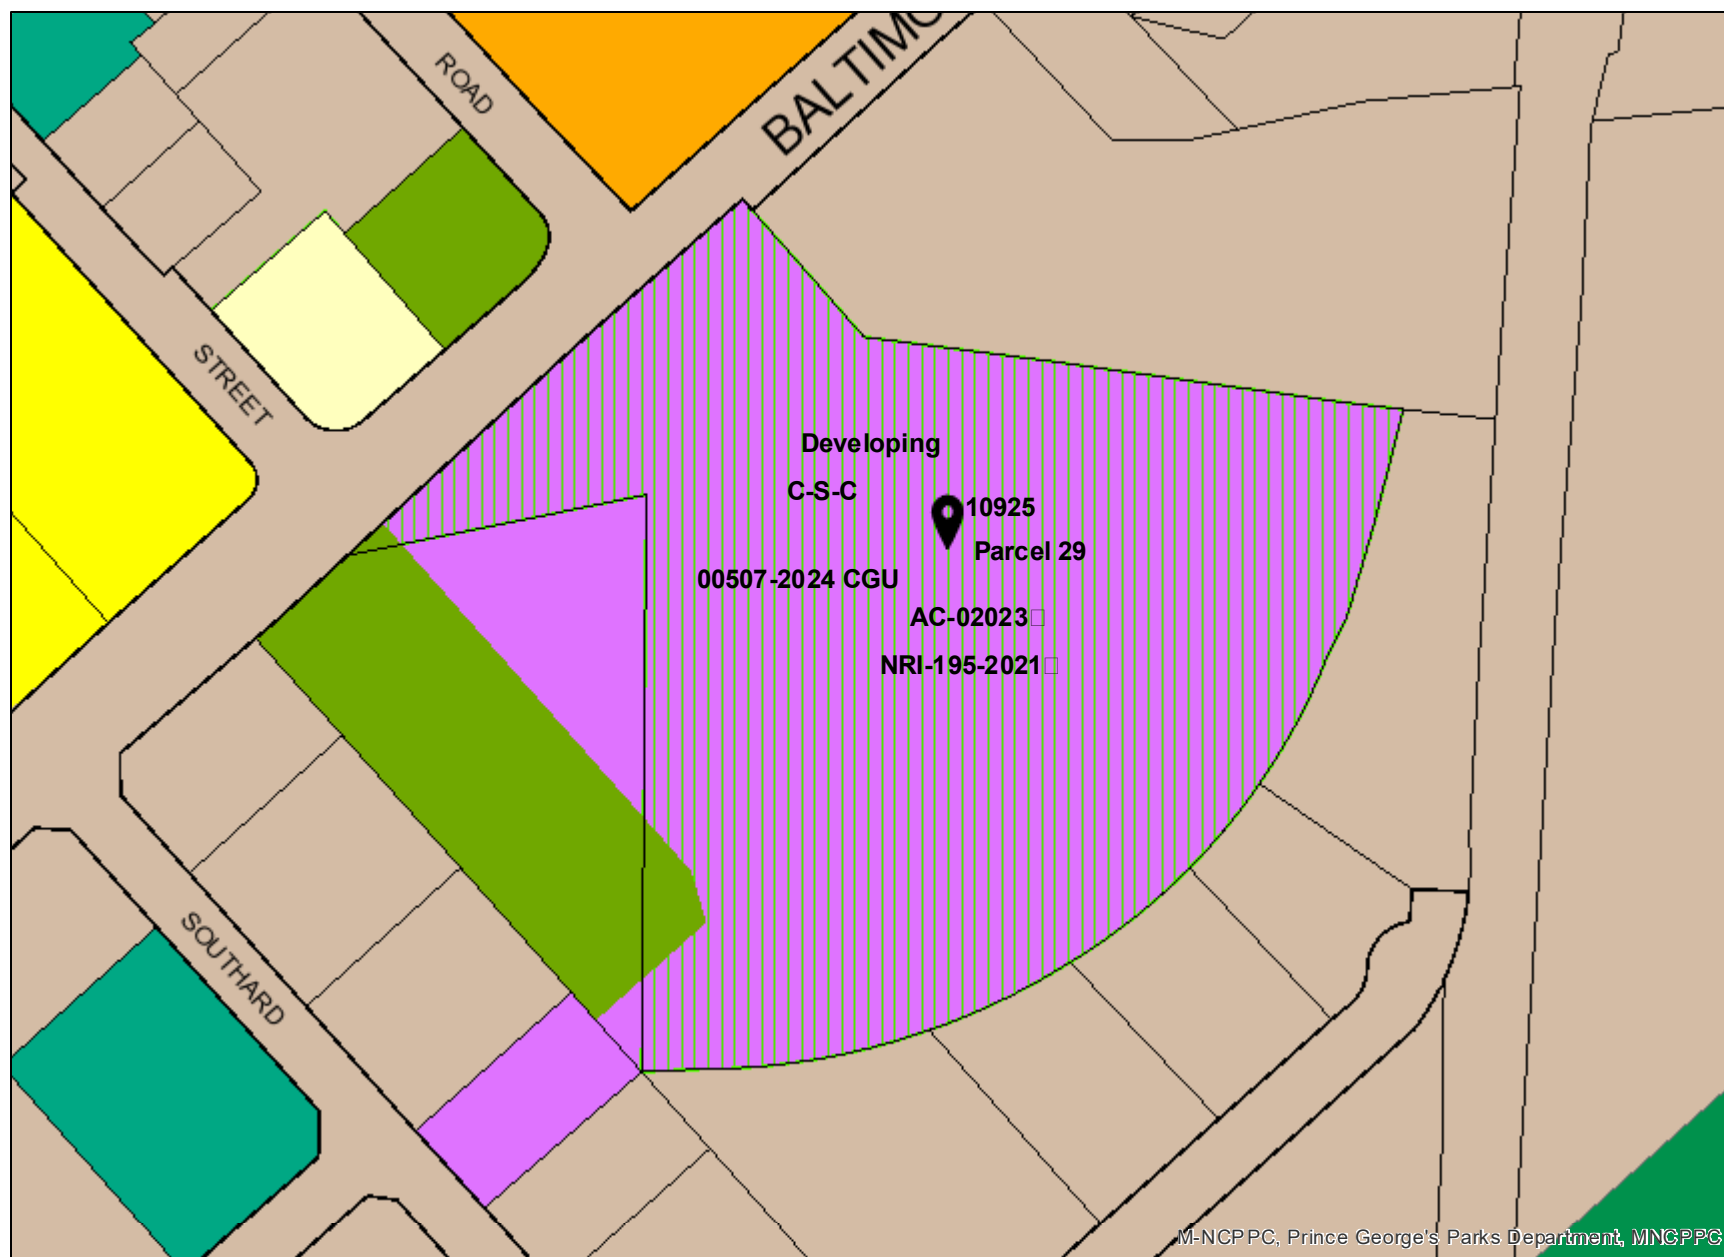 ROAD
BALTIMO
STREET
Developing
C-S-C
10925
Parcel 29
00507-2024 CGU
AC-02023
NRI-195-2021
SOUTHARD
M-NCPPC, Prince George's Parks Department, MNCPPC